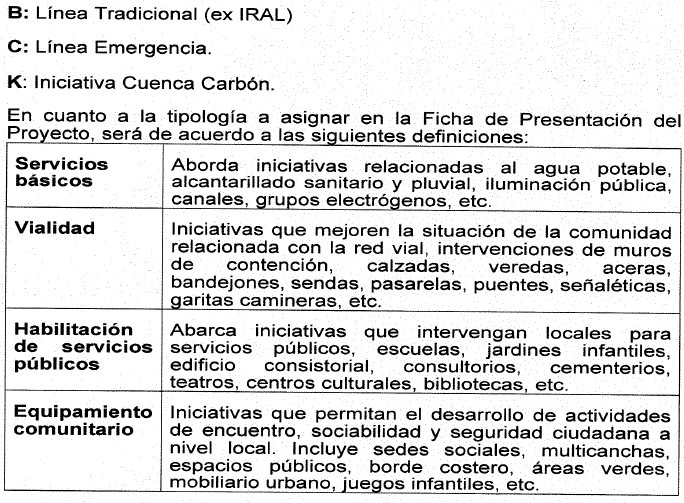 B: Línea Tradicional (ex IRAL)
C: Línea Emergencia.
K: Iniciativa Cuenca Carbón.
En cuanto a la tipología a asignar en la Ficha de Presentación del
Proyecto, será de acuerdo a las siguientes definiciones:
Servicios
básicos
Aborda iniciativas relacionadas al agua potable,
alcantarillado sanitario y pluvial, iluminación pública,
canales, grupos electrógenos, etc.
Vialidad
Iniciativas que mejoren la situación de la comunidad
relacionada con la red vial, intervenciones de muros
de contención, calzadas, veredas, aceras,
bandejones, sendas, pasarelas, puentes, señaléticas,
garitas camineras, etc.
Habilitación
de servicios
públicos
Abarca iniciativas que intervengan locales para
servicios públicos, escuelas, jardines infantiles,
edificio consistorial, consultorios, cementerios,
teatros, centros culturales, bibliotecas, etc.
Equipamiento
comunitario
Iniciativas que permitan el desarrollo de actividades
de encuentro, sociabilidad y seguridad ciudadana a
nivel local. Incluye sedes sociales, multicanchas,
espacios públicos, borde costero, áreas verdes,
mobiliario urbano, juegos infantiles, etc.